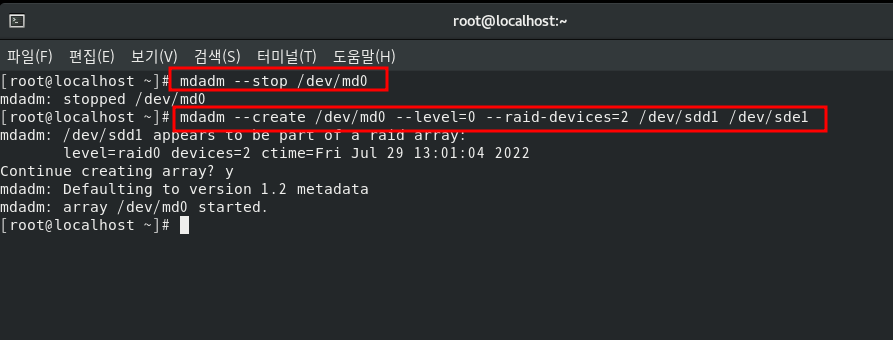 root@localhost:~
파일(F) 편집(E) 보기(V) 검색(S) 터미널(T) 도움말(H)
[root@localhost ~]# mdadm --stop /dev/md0
mdadm: stopped /dev/md0
[root@localhost ~]# mdadm --create /dev/md0 --level=0 --raid-devices=2 /dev/sdd1 /dev/sde1
mdadm: /dev/sdd1 appears to be part of a raid array:
       level=raid0 devices=2 ctime=Fri Jul 29 13:01:04 2022
Continue creating array? y
mdadm: Defaulting to version 1.2 metadata
mdadm: array /dev/md0 started.
[root@localhost ~]#